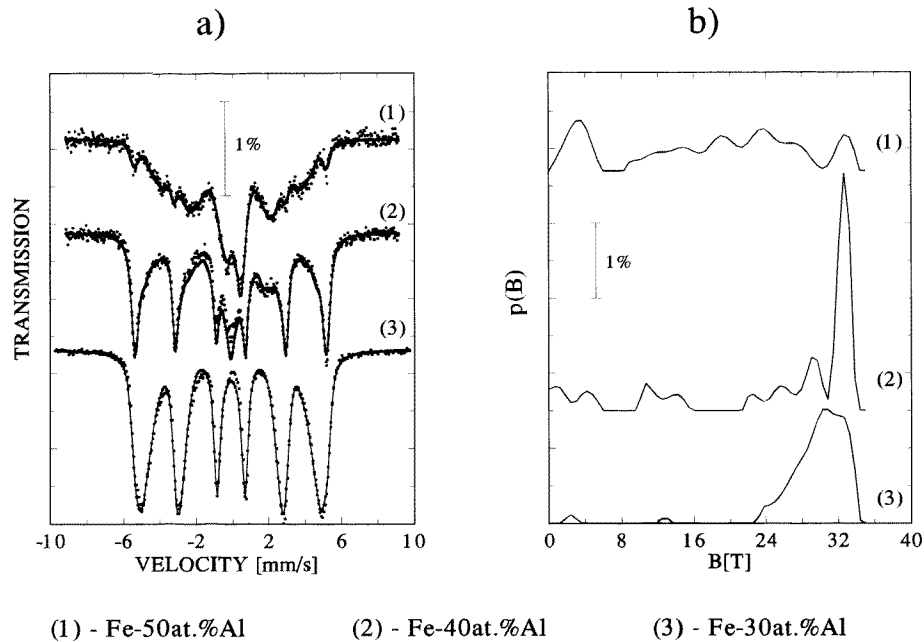 a)
b)
(1)
1%
(2)
(3)
TRANSMISSION
-10 -6 -2 2 6 10
VELOCITY [mm/s]
(1)
1%
(2)
(3)
p(B)
0 8 16 24 32 40
B[T]
(1) - Fe-50at.%Al (2) - Fe-40at.%Al (3) - Fe-30at.%Al